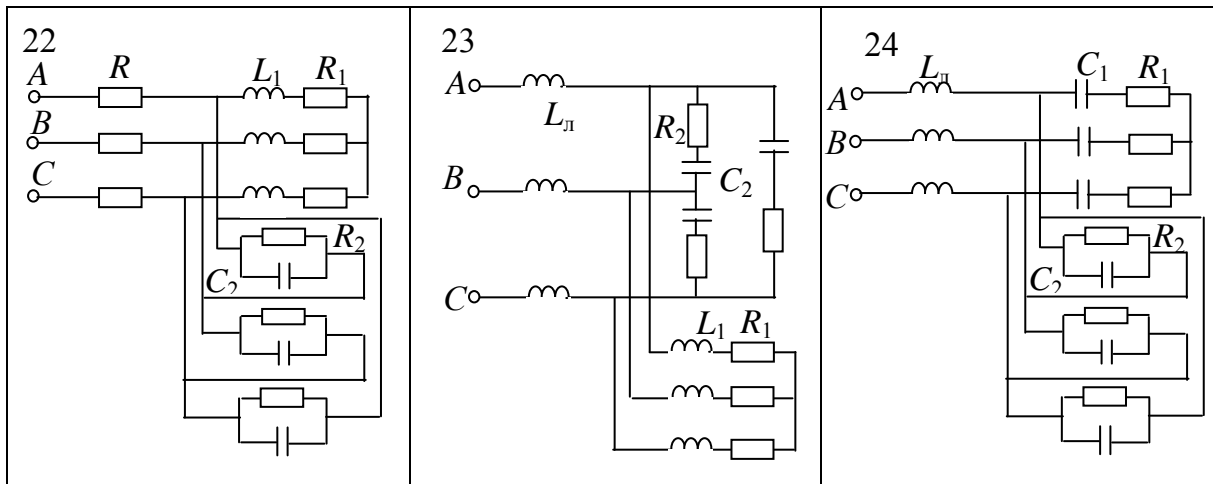 22
A R L₁ R₁
B
C
R₂
C₂
23
A
Lл
R₂
B C₂
C
L₁ R₁
24
Lл C₁ R₁
A
B
C
R₂
C₂